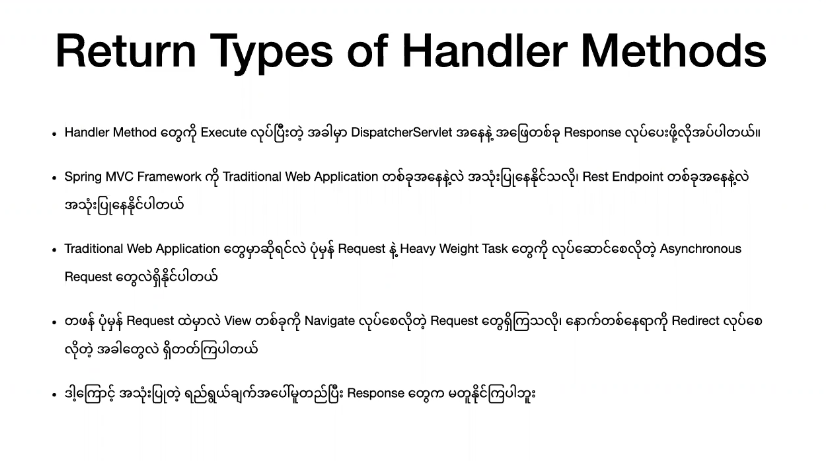 Return Types of Handler Methods
• Handler Method တွေကို Execute လုပ်ပြီးတဲ့ အခါမှာ DispatcherServlet အနေနဲ့ အဖြေတစ်ခု Response လုပ်ပေးဖို့လိုအပ်ပါတယ်။
• Spring MVC Framework ကို Traditional Web Application တစ်ခုအနေနဲ့လဲ အသုံးပြုနေနိုင်သလို၊ Rest Endpoint တစ်ခုအနေနဲ့လဲ
အသုံးပြုနေနိုင်ပါတယ်
• Traditional Web Application တွေမှာဆိုရင်လဲ ပုံမှန် Request နဲ့ Heavy Weight Task တွေကို လုပ်ဆောင်စေလိုတဲ့ Asynchronous
Request တွေလဲရှိနိုင်ပါတယ်
• တဖန် ပုံမှန် Request ထဲမှာလဲ View တစ်ခုကို Navigate လုပ်စေလိုတဲ့ Request တွေရှိကြသလို၊ နောက်တစ်နေရာကို Redirect လုပ်စေ
လိုတဲ့ အခါတွေလဲ ရှိတတ်ကြပါတယ်
• ဒါ့ကြောင့် အသုံးပြုတဲ့ ရည်ရွယ်ချက်အပေါ်မူတည်ပြီး Response တွေက မတူနိုင်ကြပါဘူး